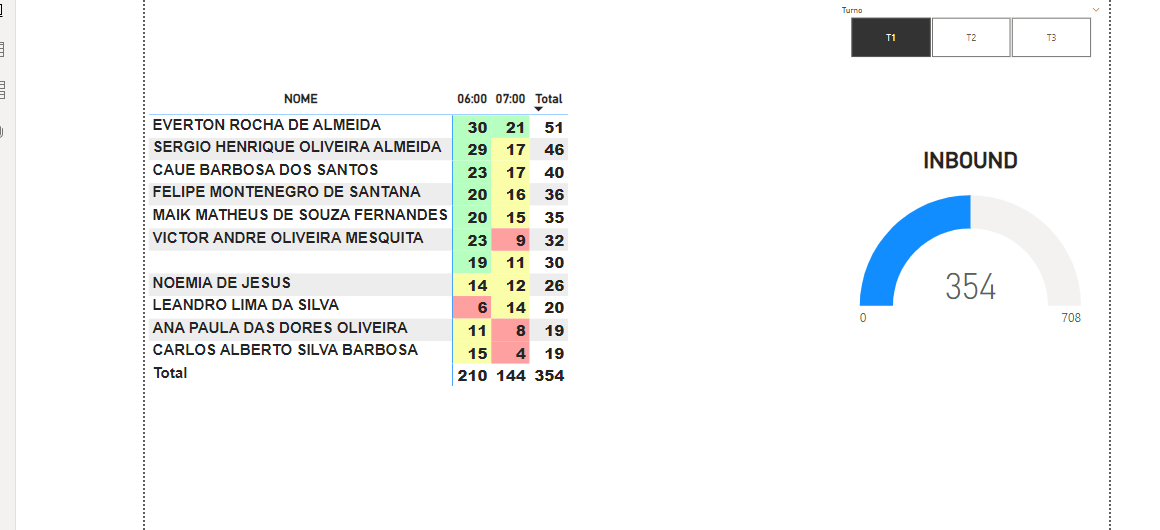 Turno
T1 T2 T3
NOME 06:00 07:00 Total
EVERTON ROCHA DE ALMEIDA 30 21 51
SERGIO HENRIQUE OLIVEIRA ALMEIDA 29 17 46
CAUE BARBOSA DOS SANTOS 23 17 40
FELIPE MONTENEGRO DE SANTANA 20 16 36
MAIK MATHEUS DE SOUZA FERNANDES 20 15 35
VICTOR ANDRE OLIVEIRA MESQUITA 23 9 32
19 11 30
NOEMIA DE JESUS 14 12 26
LEANDRO LIMA DA SILVA 6 14 20
ANA PAULA DAS DORES OLIVEIRA 11 8 19
CARLOS ALBERTO SILVA BARBOSA 15 4 19
Total 210 144 354
INBOUND
354
0 708